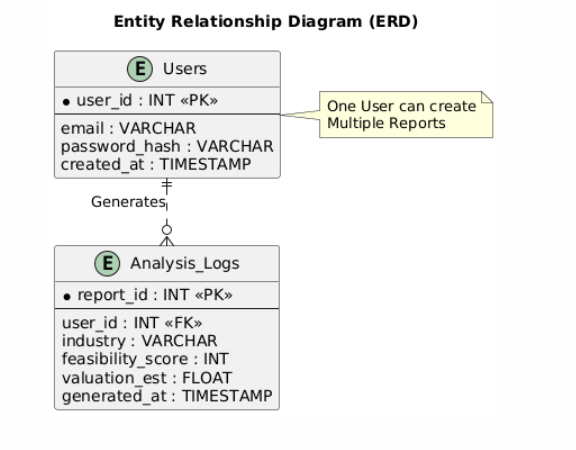 Entity Relationship Diagram (ERD)
E Users
user_id : INT «PK»
email : VARCHAR
password_hash : VARCHAR
created_at : TIMESTAMP
One User can create
Multiple Reports
Generates
E Analysis_Logs
report_id : INT «PK»
user_id : INT «FK»
industry : VARCHAR
feasibility_score : INT
valuation_est : FLOAT
generated_at : TIMESTAMP